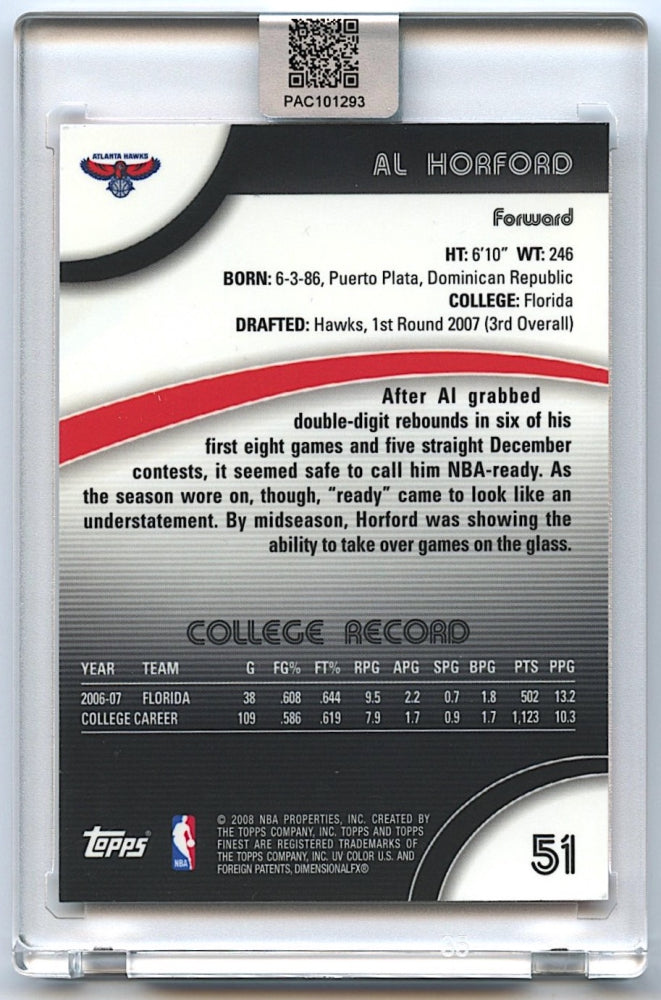 PAC101293
ATLANTA HAWKS
AL HORFORD
Forward
HT: 6'10" WT: 246
BORN: 6-3-86, Puerto Plata, Dominican Republic
COLLEGE: Florida
DRAFTED: Hawks, 1st Round 2007 (3rd Overall)
After Al grabbed
double-digit rebounds in six of his
first eight games and five straight December
contests, it seemed safe to call him NBA-ready. As
the season wore on, though, "ready" came to look like an
understatement. By midseason, Horford was showing the
ability to take over games on the glass.
COLLEGE RECORD
YEAR TEAM G FG% FT% RPG APG SPG BPG PTS PPG
2006-07 FLORIDA 38 .608 .644 9.5 2.2 0.7 1.8 502 13.2
COLLEGE CAREER 109 .586 .619 7.9 1.7 0.9 1.7 1,123 10.3
© 2008 NBA PROPERTIES, INC. CREATED BY
THE TOPPS COMPANY, INC. TOPPS AND TOPPS
FINEST ARE REGISTERED TRADEMARKS OF
THE TOPPS COMPANY, INC. UV COLOR U.S. AND
FOREIGN PATENTS, DIMENSIONALFX®
Topps®
NBA
51